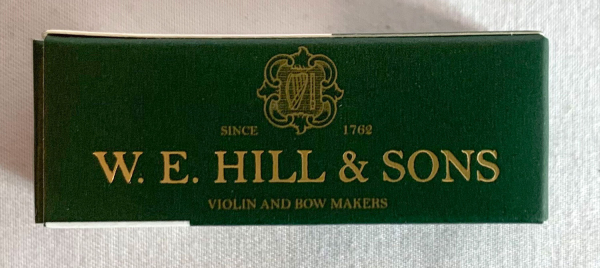 SINCE 1762
W. E. HILL & SONS
VIOLIN AND BOW MAKERS